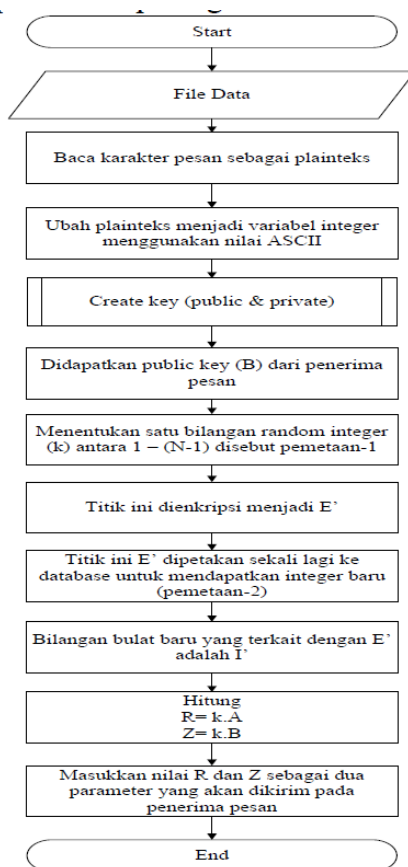 Start
File Data
Baca karakter pesan sebagai plainteks
Ubah plainteks menjadi variabel integer
menggunakan nilai ASCII
Create key (public & private)
Didapatkan public key (B) dari penerima
pesan
Menentukan satu bilangan random integer
(k) antara 1 – (N-1) disebut pemetaan-1
Titik ini dienkripsi menjadi E’
Titik ini E’ dipetakan sekali lagi ke
database untuk mendapatkan integer baru
(pemetaan-2)
Bilangan bulat baru yang terkait dengan E’
adalah I’
Hitung
R= k.A
Z= k.B
Masukkan nilai R dan Z sebagai dua
parameter yang akan dikirim pada
penerima pesan
End